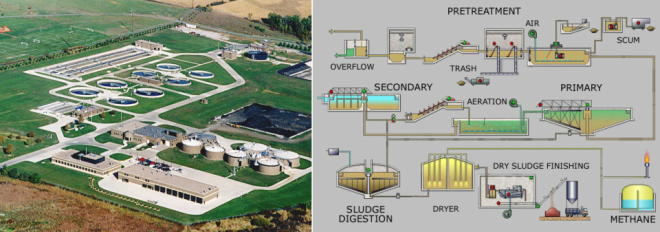 PRETREATMENT
AIR
OVERFLOW
TRASH
SCUM
SECONDARY
AERATION
PRIMARY
SLUDGE
DIGESTION
DRYER
DRY SLUDGE FINISHING
METHANE